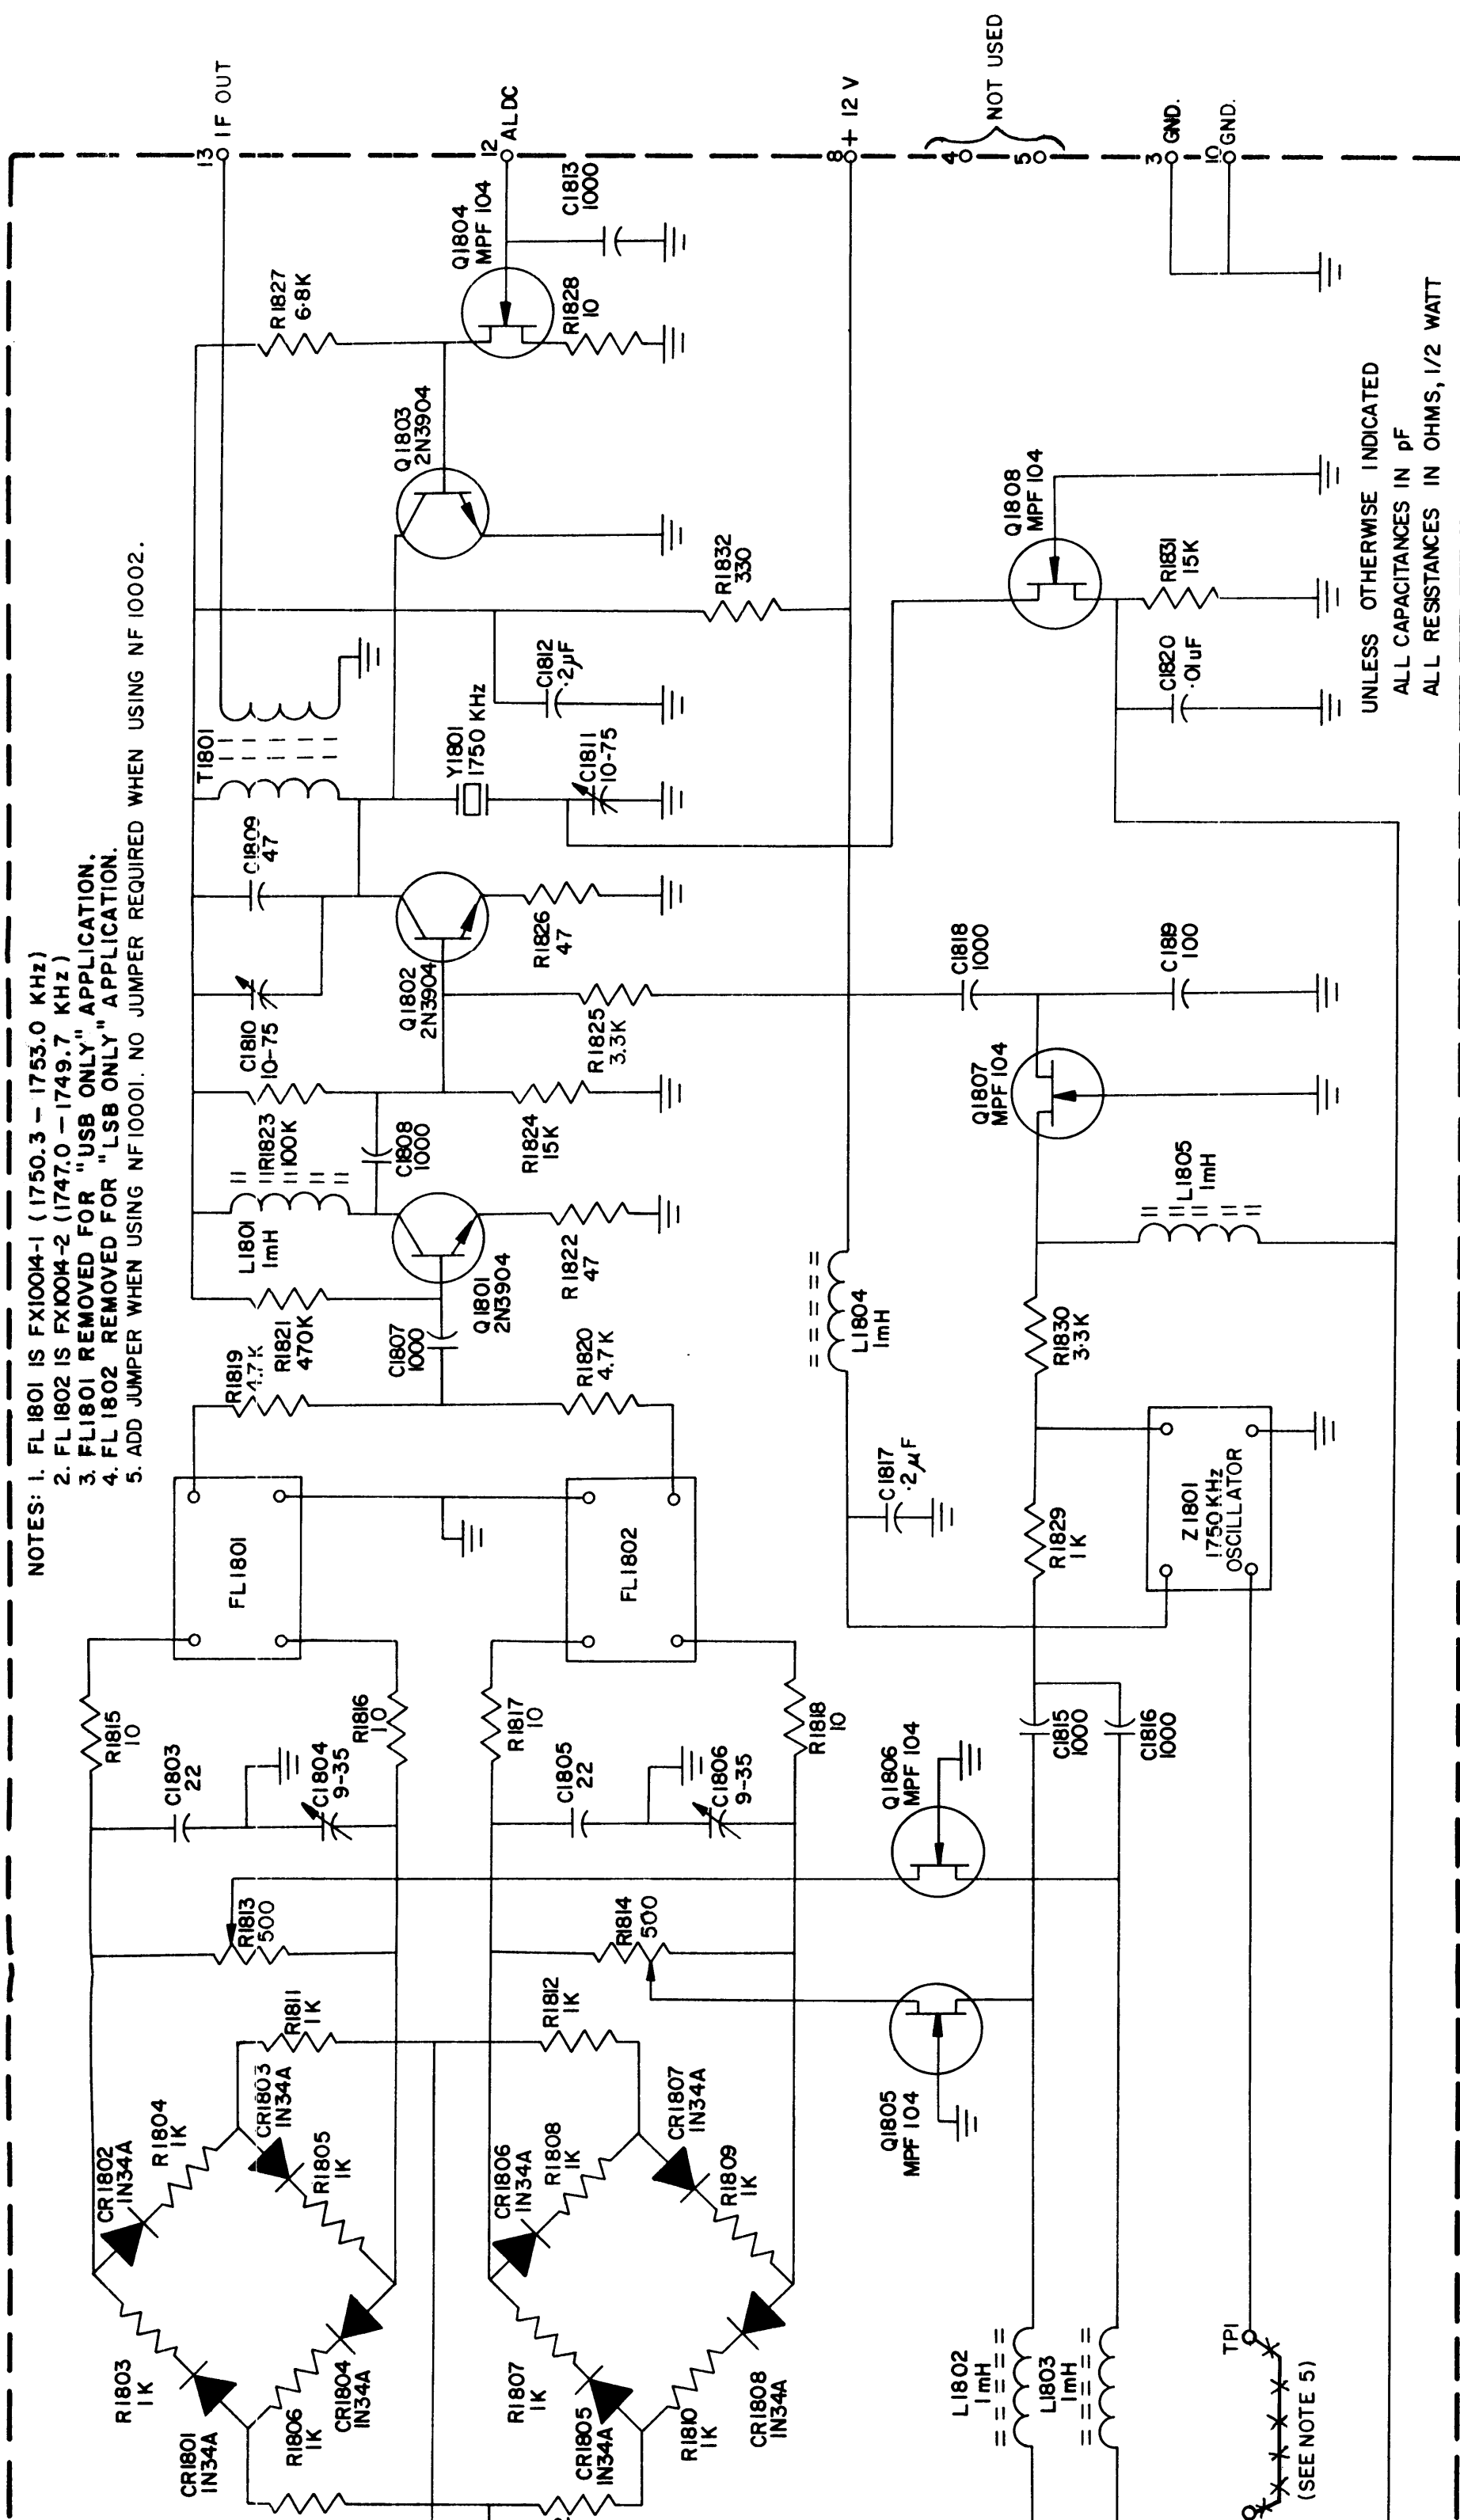 NOTES: 1. FL1801 IS FX10014-1 (1750.3 - 1753.0 KHz)
2. FL1802 IS FX10014-2 (1747.0 - 1749.7 KHz)
3. FL1801 REMOVED FOR "USB ONLY" APPLICATION.
4. FL1802 REMOVED FOR "LSB ONLY" APPLICATION.
5. ADD JUMPER WHEN USING NF10001. NO JUMPER REQUIRED WHEN USING NF10002.
CR1801
1N34A
R1803
1K
CR1802
1N34A
R1804
1K
CR1803
1N34A
R1805
1K
R1806
1K
CR1804
1N34A
R1811
1K
R1813
500
C1803
22
C1804
9-35
R1815
10
R1816
10
FL1801
R1819
4.7K
R1821
470K
L1801
1mH
R1823
100K
C1810
10-75
C1809
47
T1801
R1827
6.8K
13
IF OUT
C1807
1000
Q1801
2N3904
C1808
1000
Q1802
2N3904
Y1801
1750 KHz
Q1803
2N3904
Q1804
MPF 104
12
ALDC
C1813
1000
R1828
10
R1807
1K
CR1805
1N34A
CR1806
1N34A
R1808
1K
CR1807
1N34A
R1809
1K
R1810
1K
CR1808
1N34A
R1812
1K
R1814
500
C1805
22
C1806
9-35
R1817
10
R1818
10
FL1802
R1820
4.7K
R1822
47
R1824
15K
R1825
3.3K
R1826
47
C1811
10-75
C1812
.2µF
R1832
330
8
+ 12 V
L1804
1mH
C1817
.2µF
Q1805
MPF 104
Q1806
MPF 104
C1818
1000
4
5
NOT USED
L1802
1mH
L1803
1mH
C1815
1000
C1816
1000
R1829
1K
R1830
3.3K
Q1807
MPF 104
L1805
1mH
C1819
100
Q1808
MPF 104
C1820
.01uF
R1831
15K
3
GND.
10
GND.
Z1801
1750KHz
OSCILLATOR
TP1
(SEE NOTE 5)
UNLESS OTHERWISE INDICATED
ALL CAPACITANCES IN pF
ALL RESISTANCES IN OHMS, 1/2 WATT